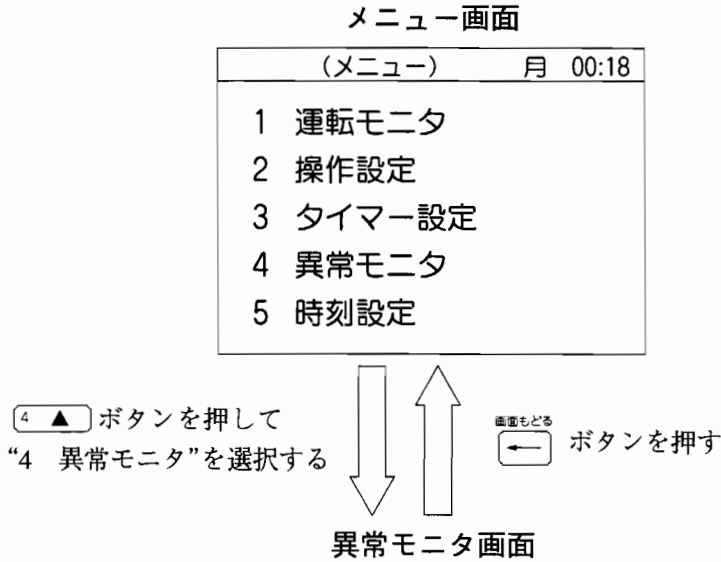 メニュー画面
(メニュー) 月 00:18
1 運転モニタ
2 操作設定
3 タイマー設定
4 異常モニタ
5 時刻設定
4 ▲ ボタンを押して
“4 異常モニタ”を選択する
画面もどる
← ボタンを押す
異常モニタ画面